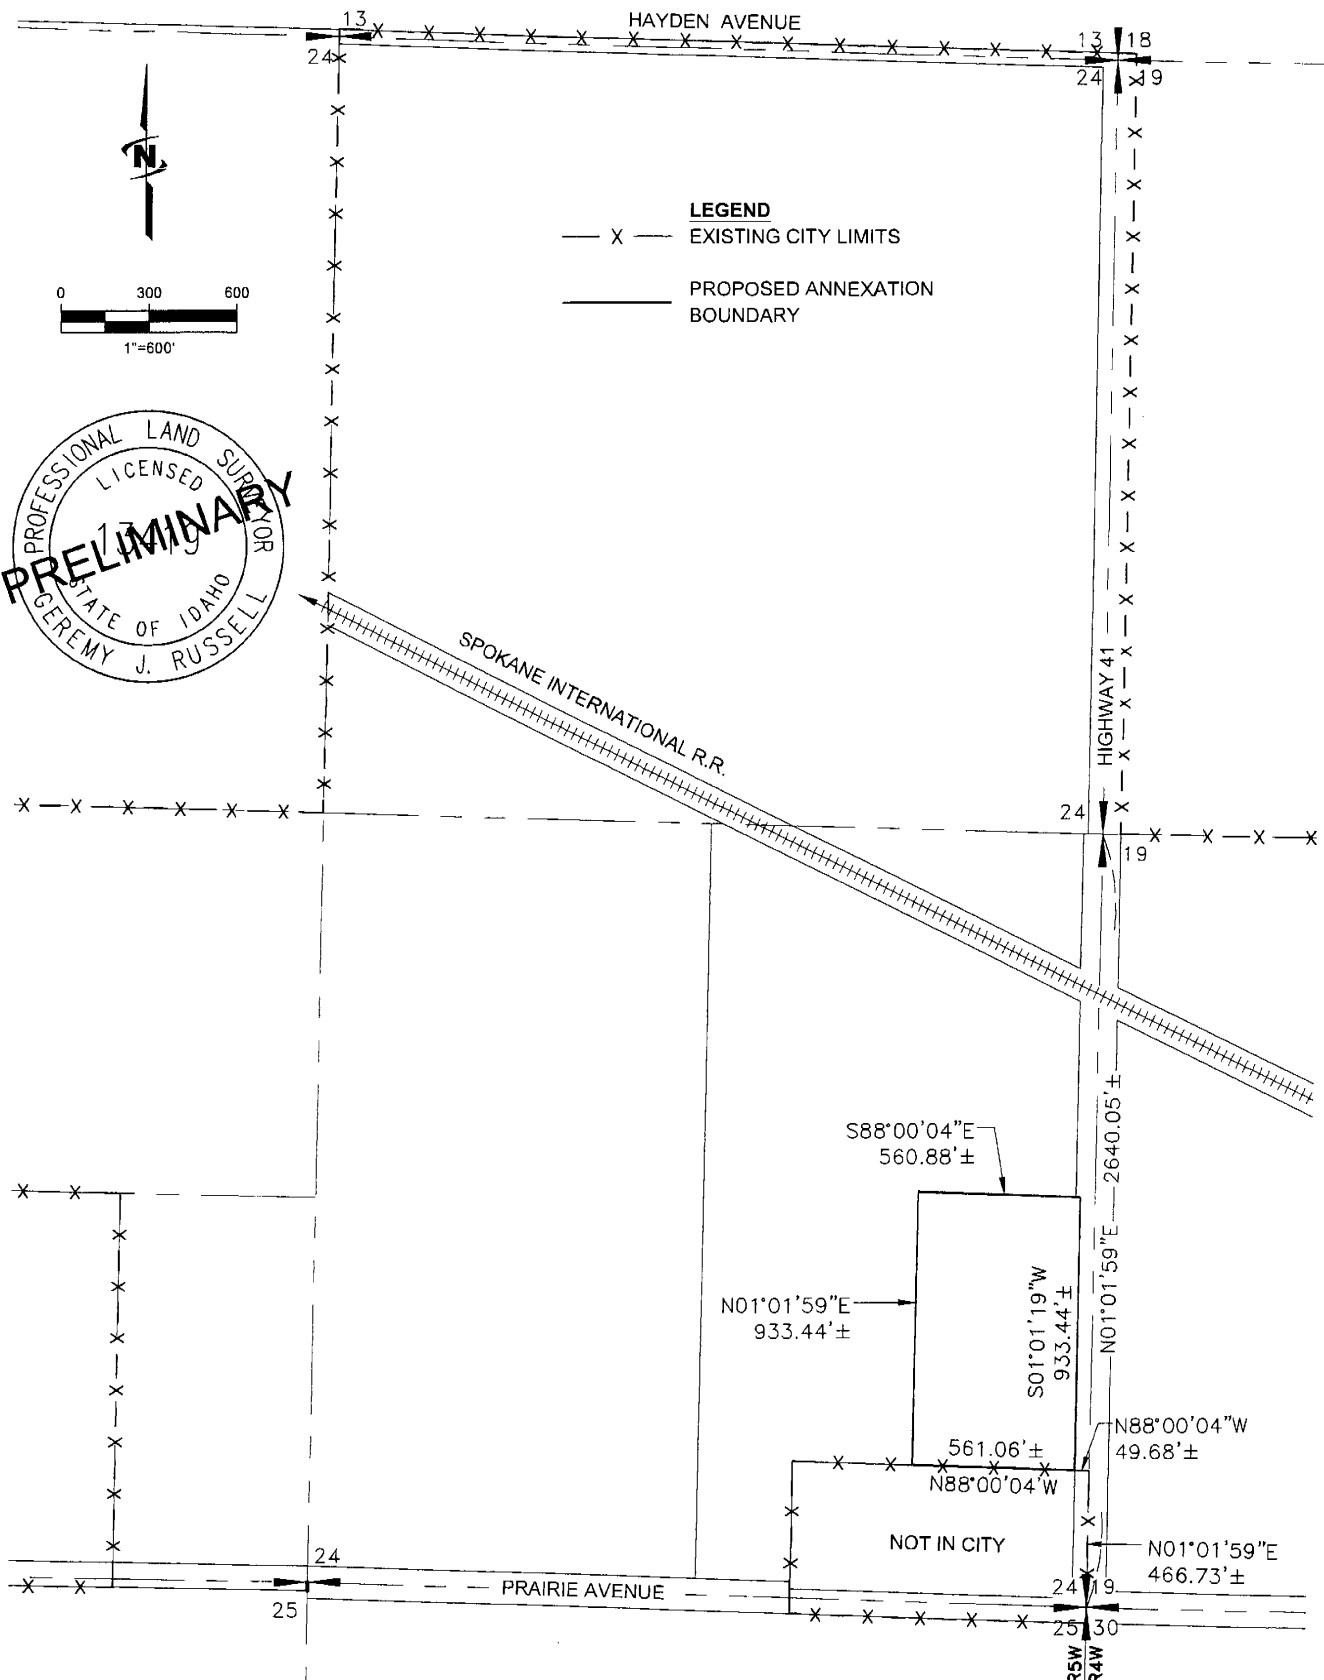 HAYDEN AVENUE
13
24
13 18
24 19
N
LEGEND
X EXISTING CITY LIMITS
PROPOSED ANNEXATION
BOUNDARY
0 300 600
1"=600'
PROFESSIONAL LAND SURVEYOR
LICENSED
PRELIMINARY
STATE OF IDAHO
GEREMY J. RUSSELL
SPOKANE INTERNATIONAL R.R.
HIGHWAY 41
24
19
2640.05'±
N01°01'59"E
S88°00'04"E
560.88'±
N01°01'59"E
933.44'±
S01°01'19"W
933.44'±
N88°00'04"W
49.68'±
561.06'±
N88°00'04'W
NOT IN CITY
N01°01'59"E
466.73'±
24
25
PRAIRIE AVENUE
24 19
25 30
R5W
R4W